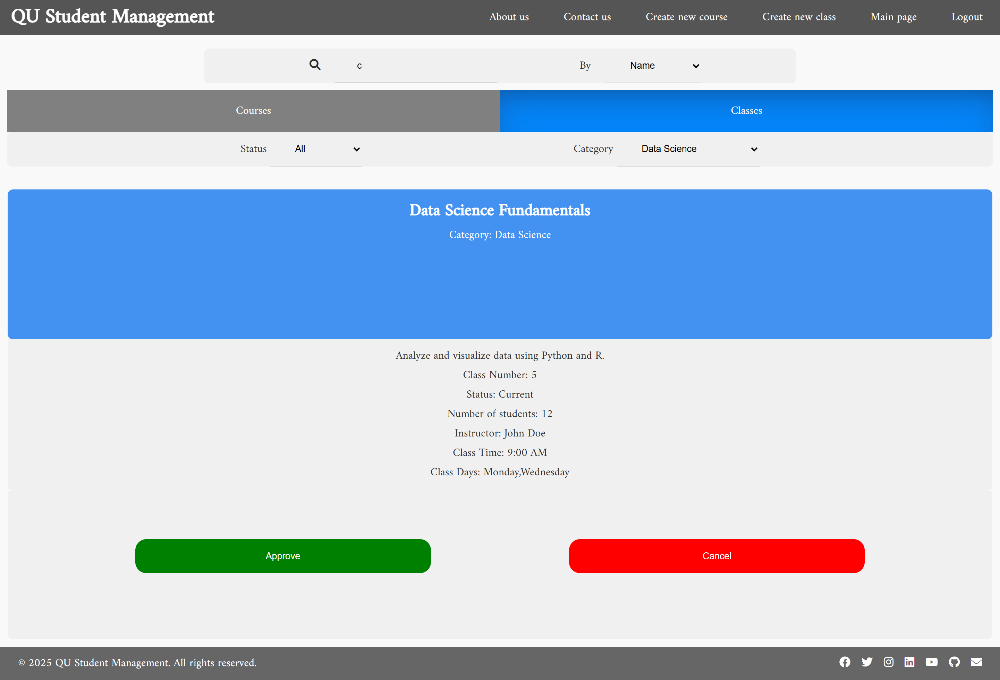 QU Student Management
About us Contact us Create new course Create new class Main page Logout
c By Name
Courses Classes
Status All Category Data Science
Data Science Fundamentals
Category: Data Science
Analyze and visualize data using Python and R.
Class Number: 5
Status: Current
Number of students: 12
Instructor: John Doe
Class Time: 9:00 AM
Class Days: Monday,Wednesday
Approve Cancel
© 2025 QU Student Management. All rights reserved.